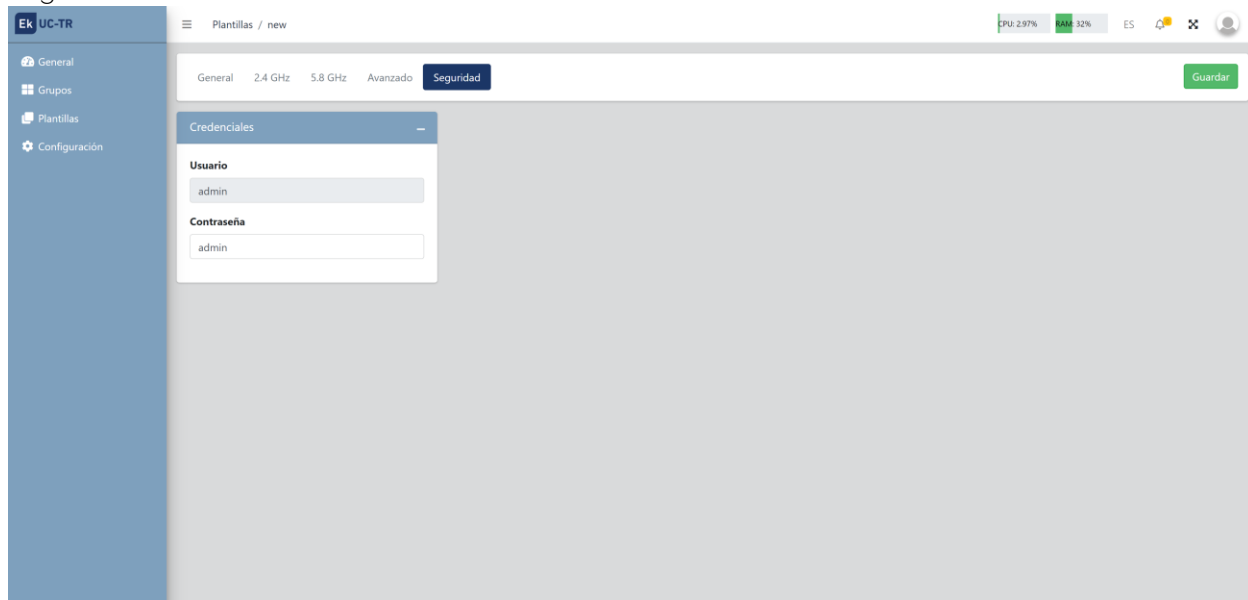 Ek UC-TR
Plantillas / new
CPU: 2.97%
RAM: 32%
ES
General
Grupos
Plantillas
Configuración
General
2.4 GHz
5.8 GHz
Avanzado
Seguridad
Guardar
Credenciales
Usuario
admin
Contraseña
admin